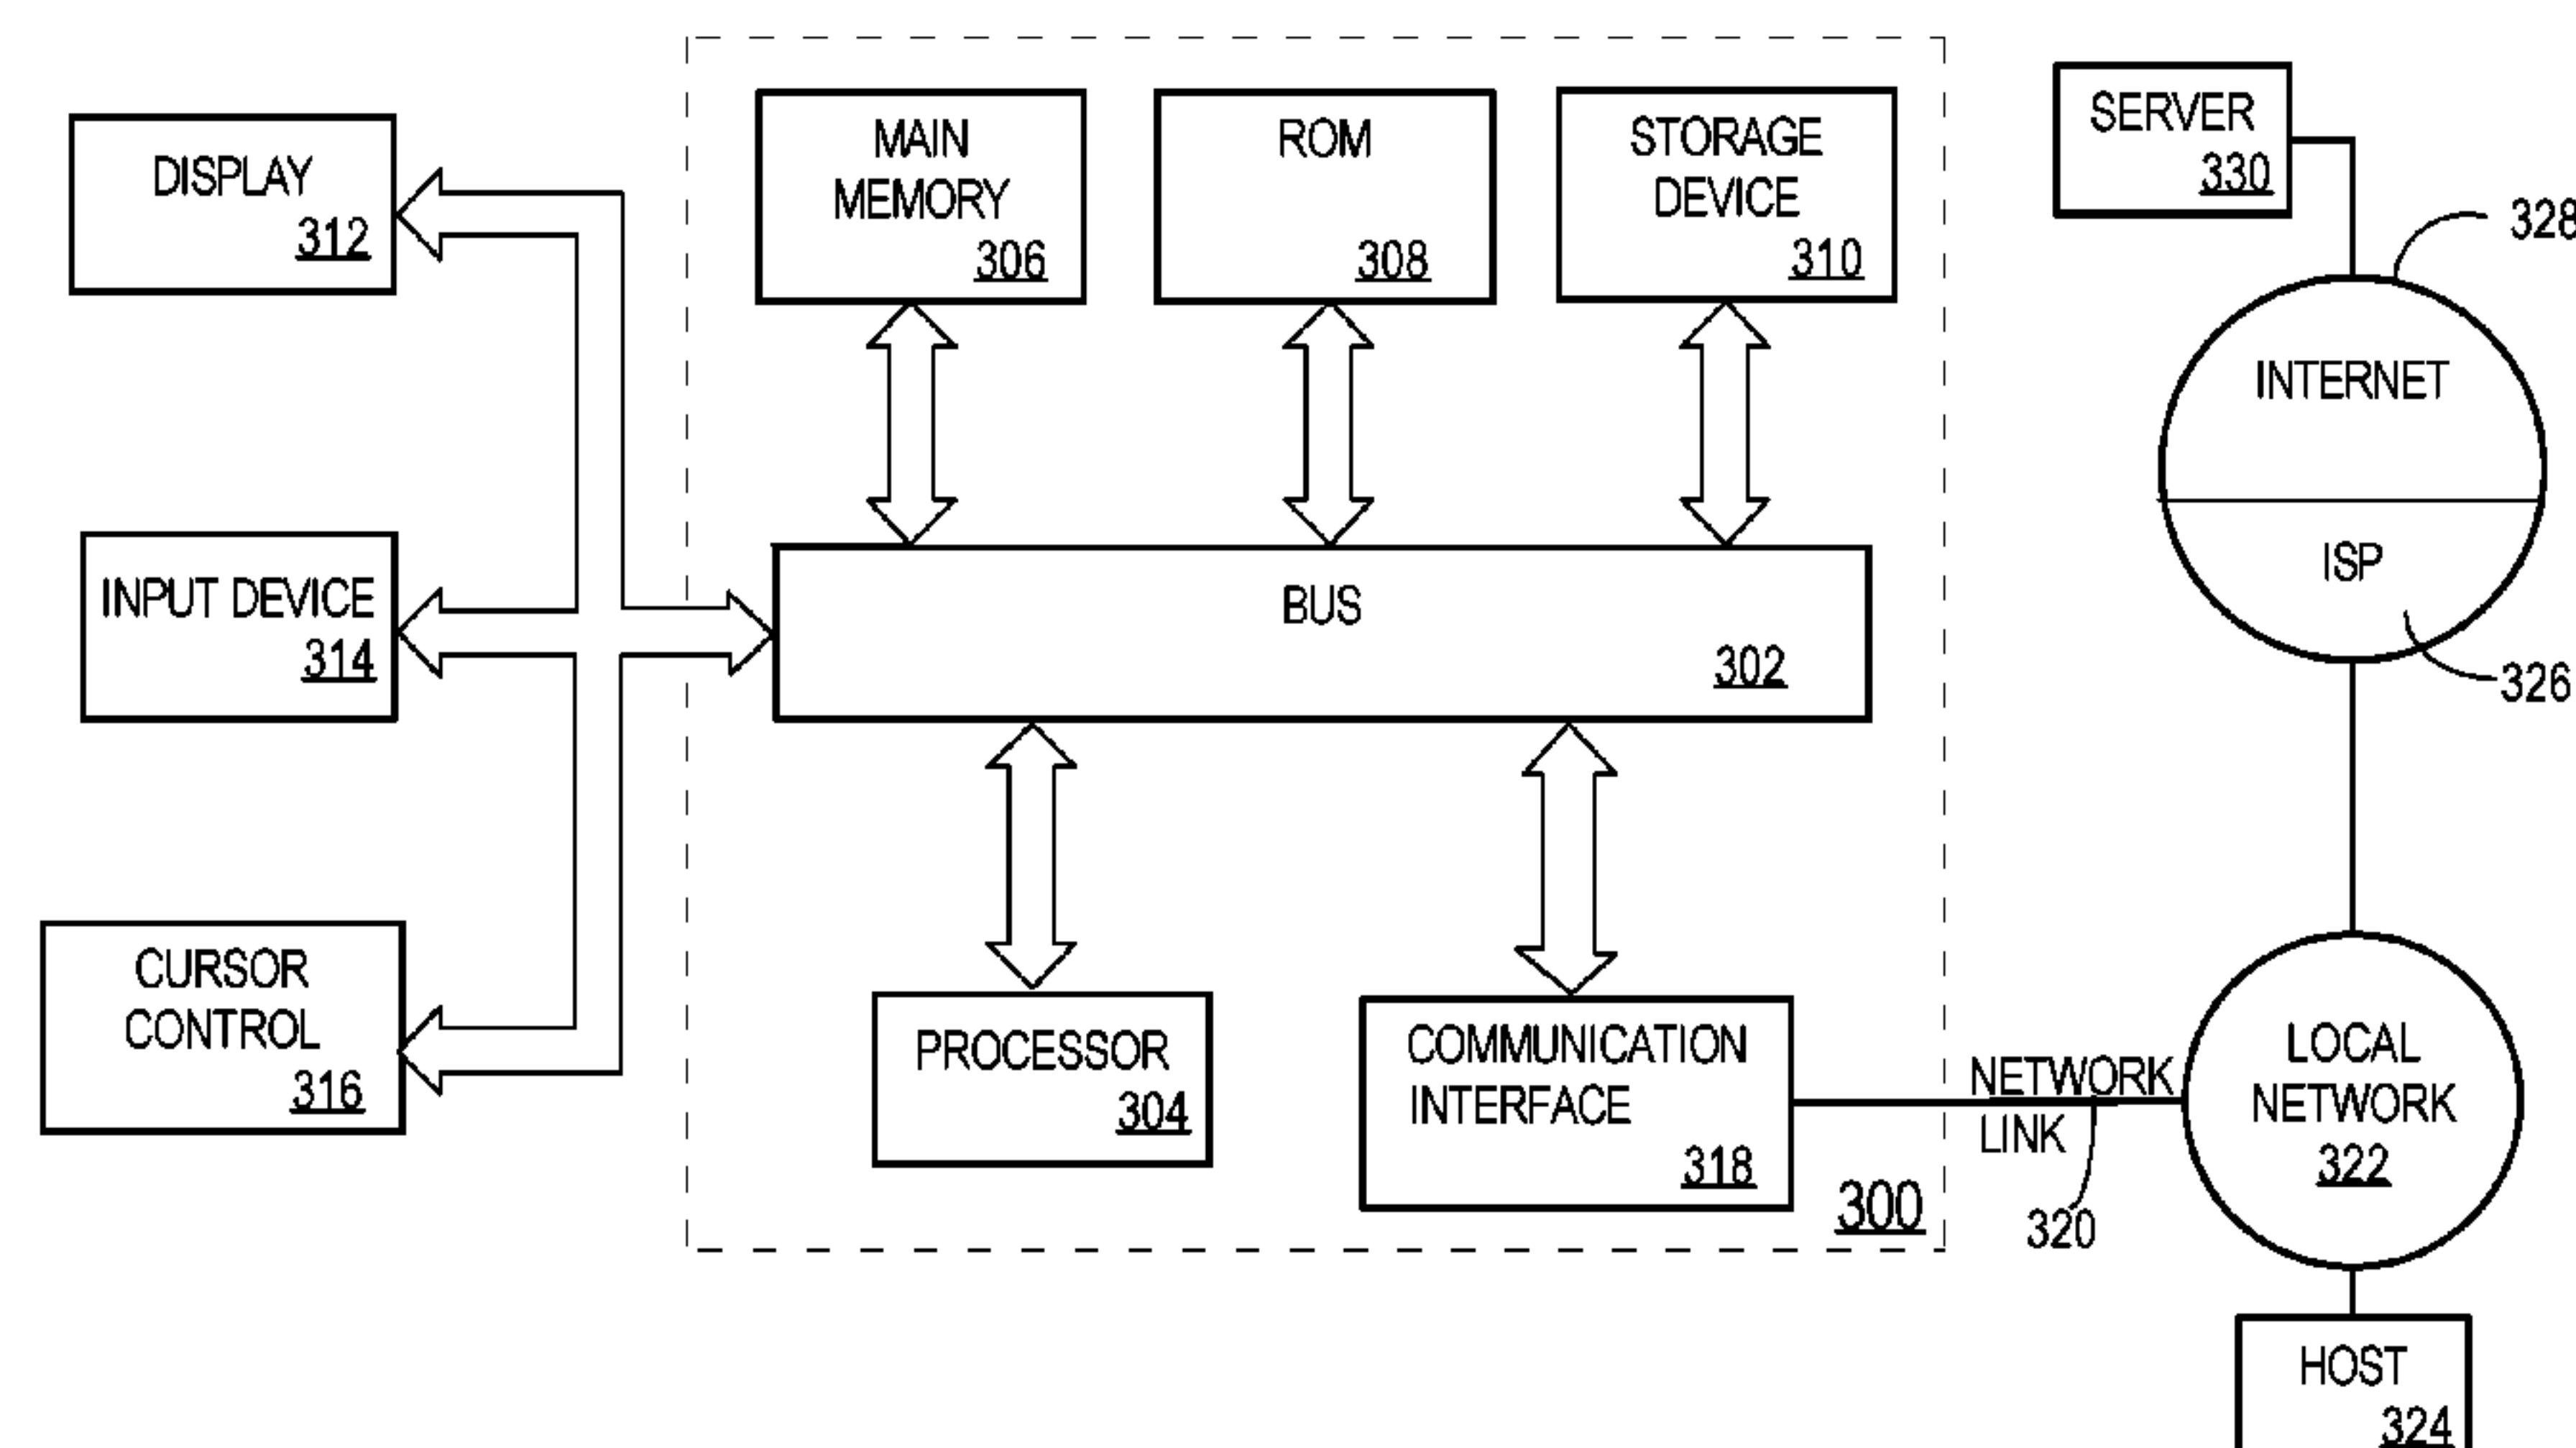 DISPLAY
312
INPUT DEVICE
314
CURSOR
CONTROL
316
MAIN
MEMORY
306
ROM
308
STORAGE
DEVICE
310
BUS
302
PROCESSOR
304
COMMUNICATION
INTERFACE
318
300
SERVER
330
328
INTERNET
ISP
326
NETWORK
LINK
320
LOCAL
NETWORK
322
HOST
324